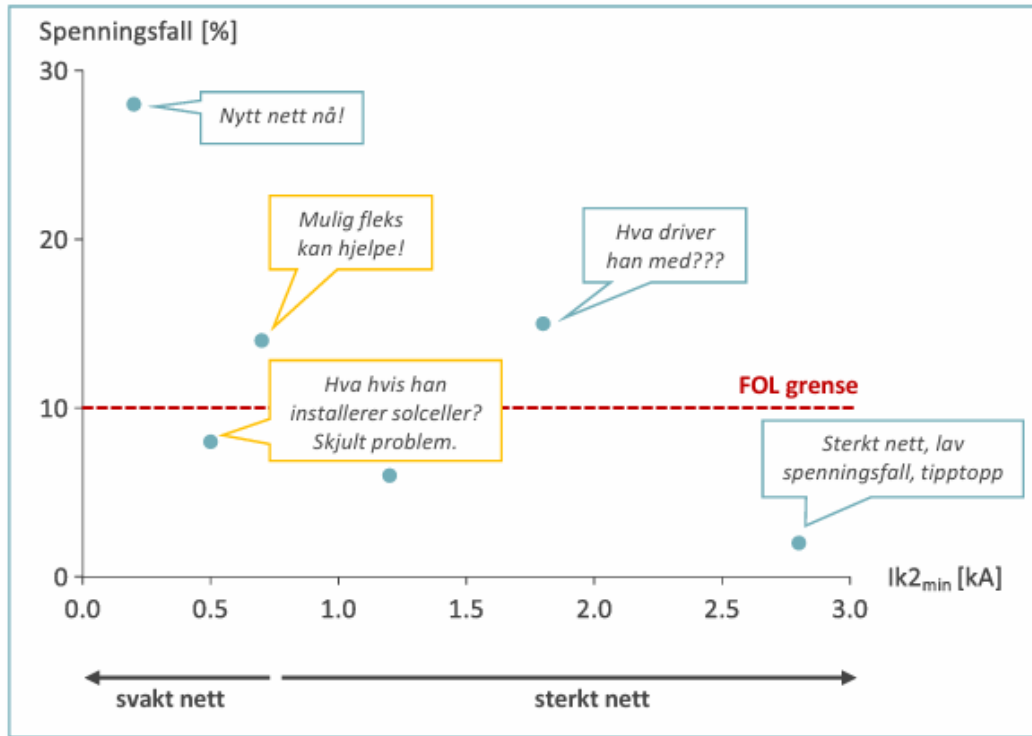 Spenningsfall [%]
30
Nytt nett nå!
Mulig fleks
kan hjelpe!
20
Hva driver
han med???
Hva hvis han
installerer solceller?
Skjult problem.
FOL grense
10
Sterkt nett, lav
spenningsfall, tipptopp
0
Ik2min [kA]
0.0 0.5 1.0 1.5 2.0 2.5 3.0
svakt nett sterkt nett